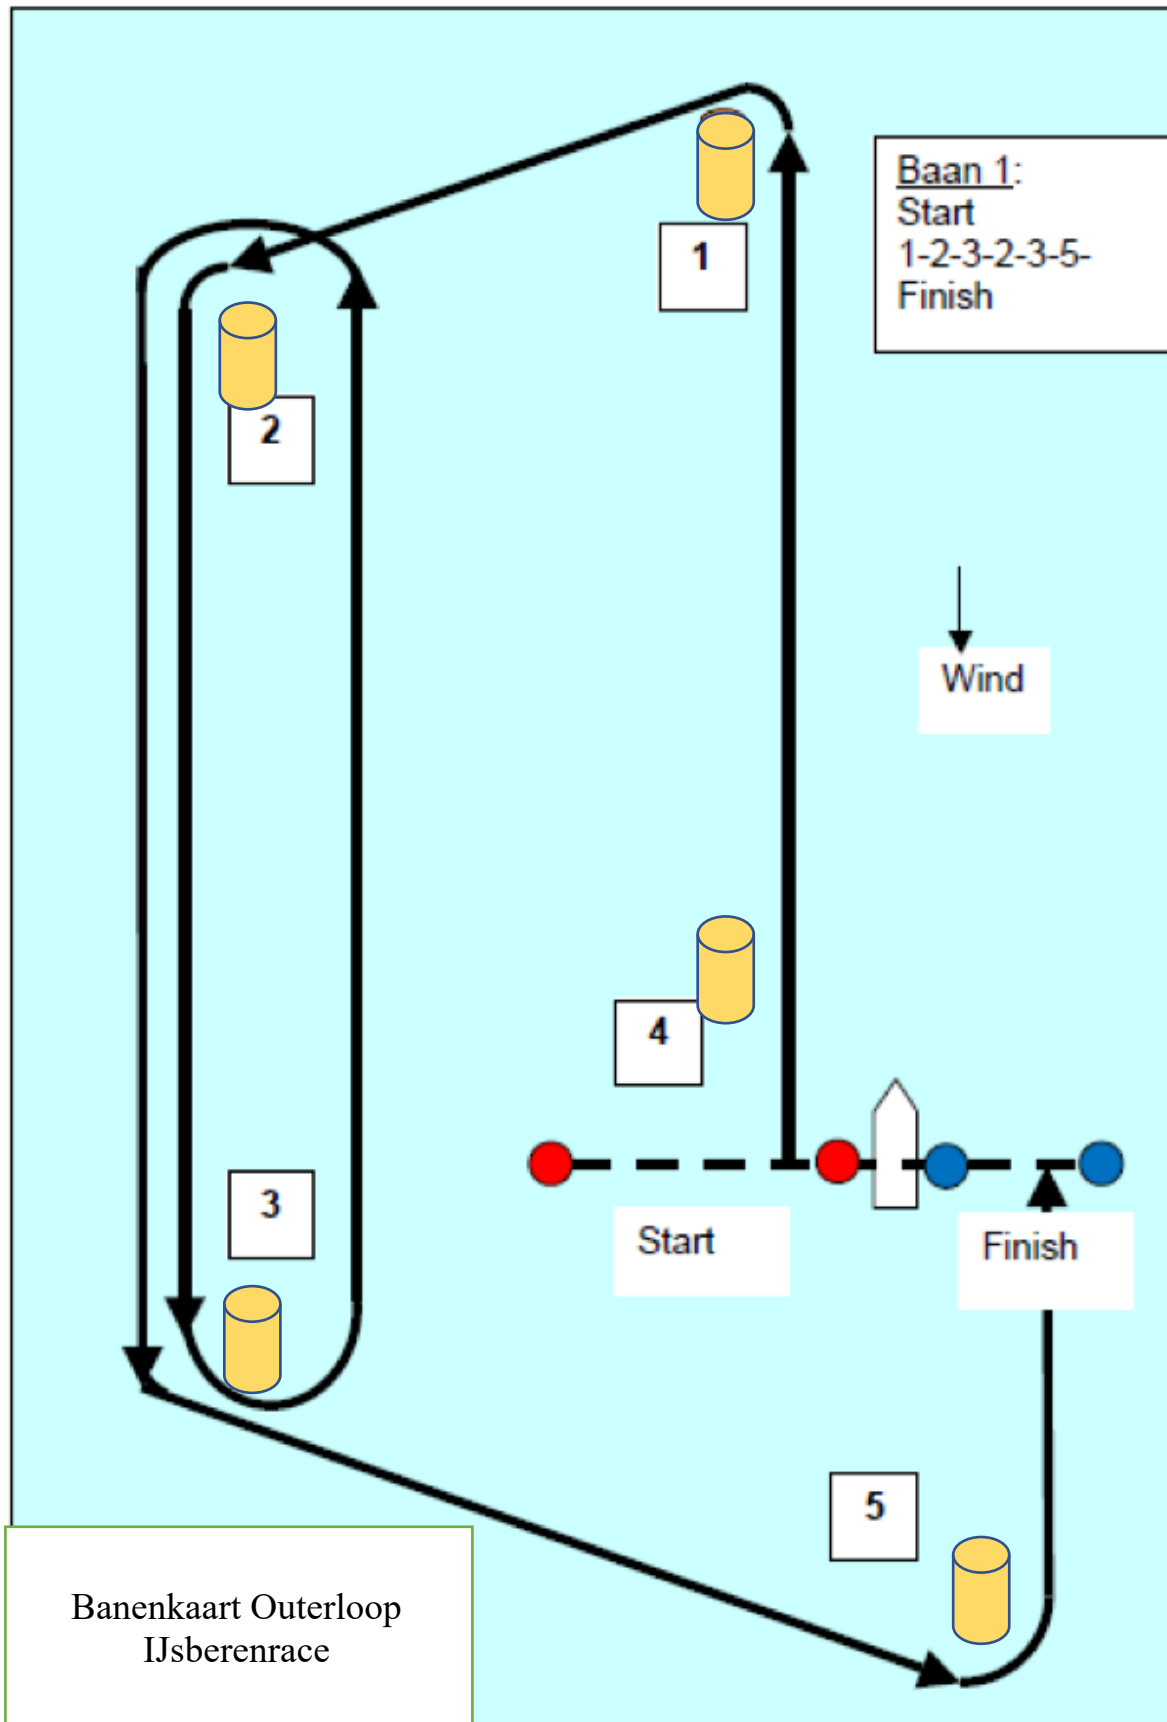 1
Baan 1:
Start
1-2-3-2-3-5-
Finish
2
Wind
4
3
Start
Finish
5
Banenkaart Outerloop
IJsberenrace